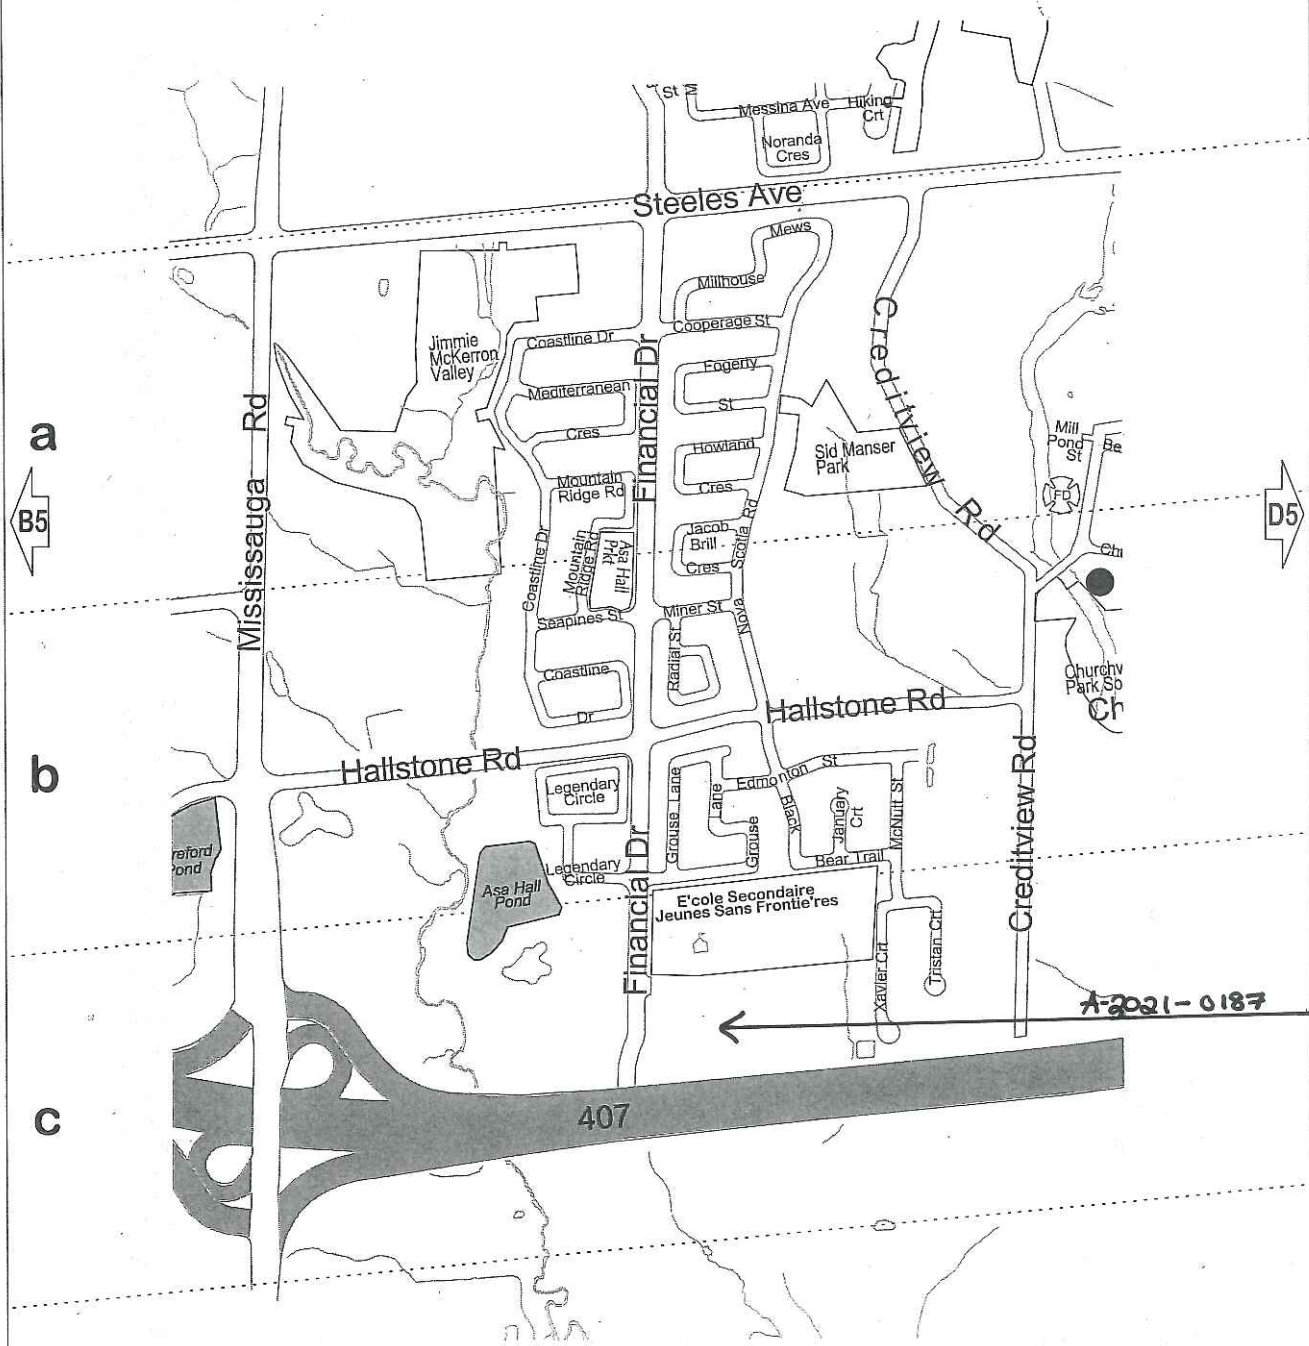 St
Messina Ave
Hiking
Crt
Noranda
Cres
Steeles Ave
Mews
Millhouse
Cooperage St
Creditview Rd
Jimmie
McKerron
Valley
Coastline Dr
Financial Dr
Fogerty
Mediterranean
St
Mississauga Rd
a
Cres
Howland
Sid Manser
Park
Mill
Pond
St
Be
Mountain
Ridge Rd
Cres
B5
FD
D5
Jacob
Brill
Cres
Nova Scotia Rd
Coastline Dr
Mountain
Ridge Rd
Asa Hall
Prkt
Seapines St
Miner St
Radial St
Coastline
Dr
Churchv
Park Sp
Ch
Hallstone Rd
Hallstone Rd
b
Legendary
Circle
Grouse Lane
Lane
Grouse
Edmonton St
Black
January
Crt
McNutt St
Creditview Rd
Bear Trail
reford
Pond
Legendary
Circle
Asa Hall
Pond
Financial Dr
E'cole Secondaire
Jeunes Sans Frontie'res
Xavier Crt
Tristan Crt
A-2021-0187
c
407